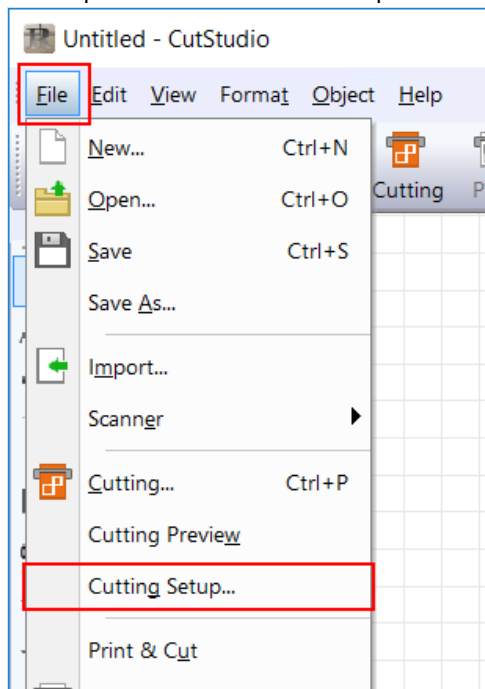 Untitled - CutStudio
File Edit View Format Object Help
New... Ctrl+N
Open... Ctrl+O
Cutting P
Save Ctrl+S
Save As...
Import...
Scanner
Cutting... Ctrl+P
Cutting Preview
Cutting Setup...
Print & Cut